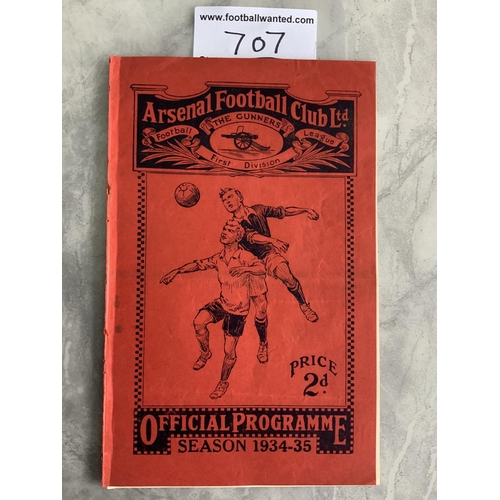 www.footballwanted.com
707
Arsenal Football Club Ltd.
THE GUNNERS
Football League
First Division
PRICE
2d.
OFFICIAL PROGRAMME
SEASON 1934-35